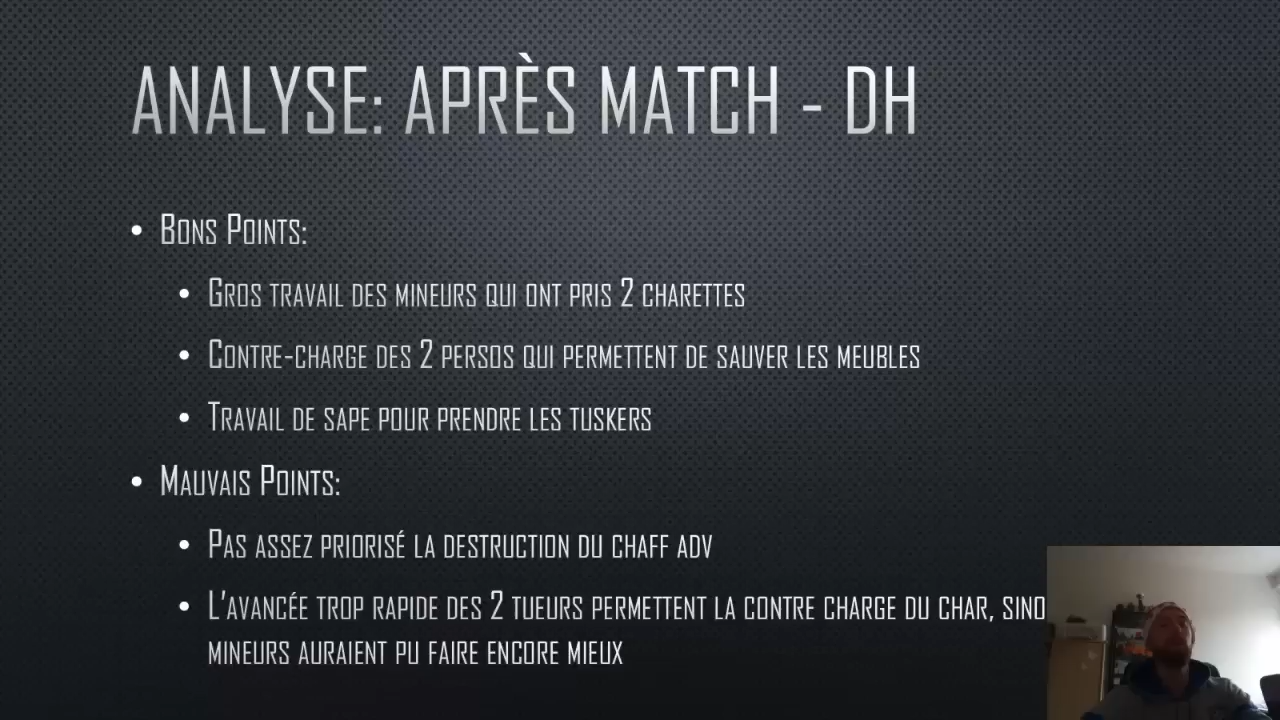 ANALYSE: APRÈS MATCH - DH
• BONS POINTS:
• GROS TRAVAIL DES MINEURS QUI ONT PRIS 2 CHARETTES
• CONTRE-CHARGE DES 2 PERSOS QUI PERMETTENT DE SAUVER LES MEUBLES
• TRAVAIL DE SAPE POUR PRENDRE LES TUSKERS
• MAUVAIS POINTS:
• PAS ASSEZ PRIORISÉ LA DESTRUCTION DU CHAFF ADV
• L'AVANCÉE TROP RAPIDE DES 2 TUEURS PERMETTENT LA CONTRE CHARGE DU CHAR, SINO
MINEURS AURAIENT PU FAIRE ENCORE MIEUX